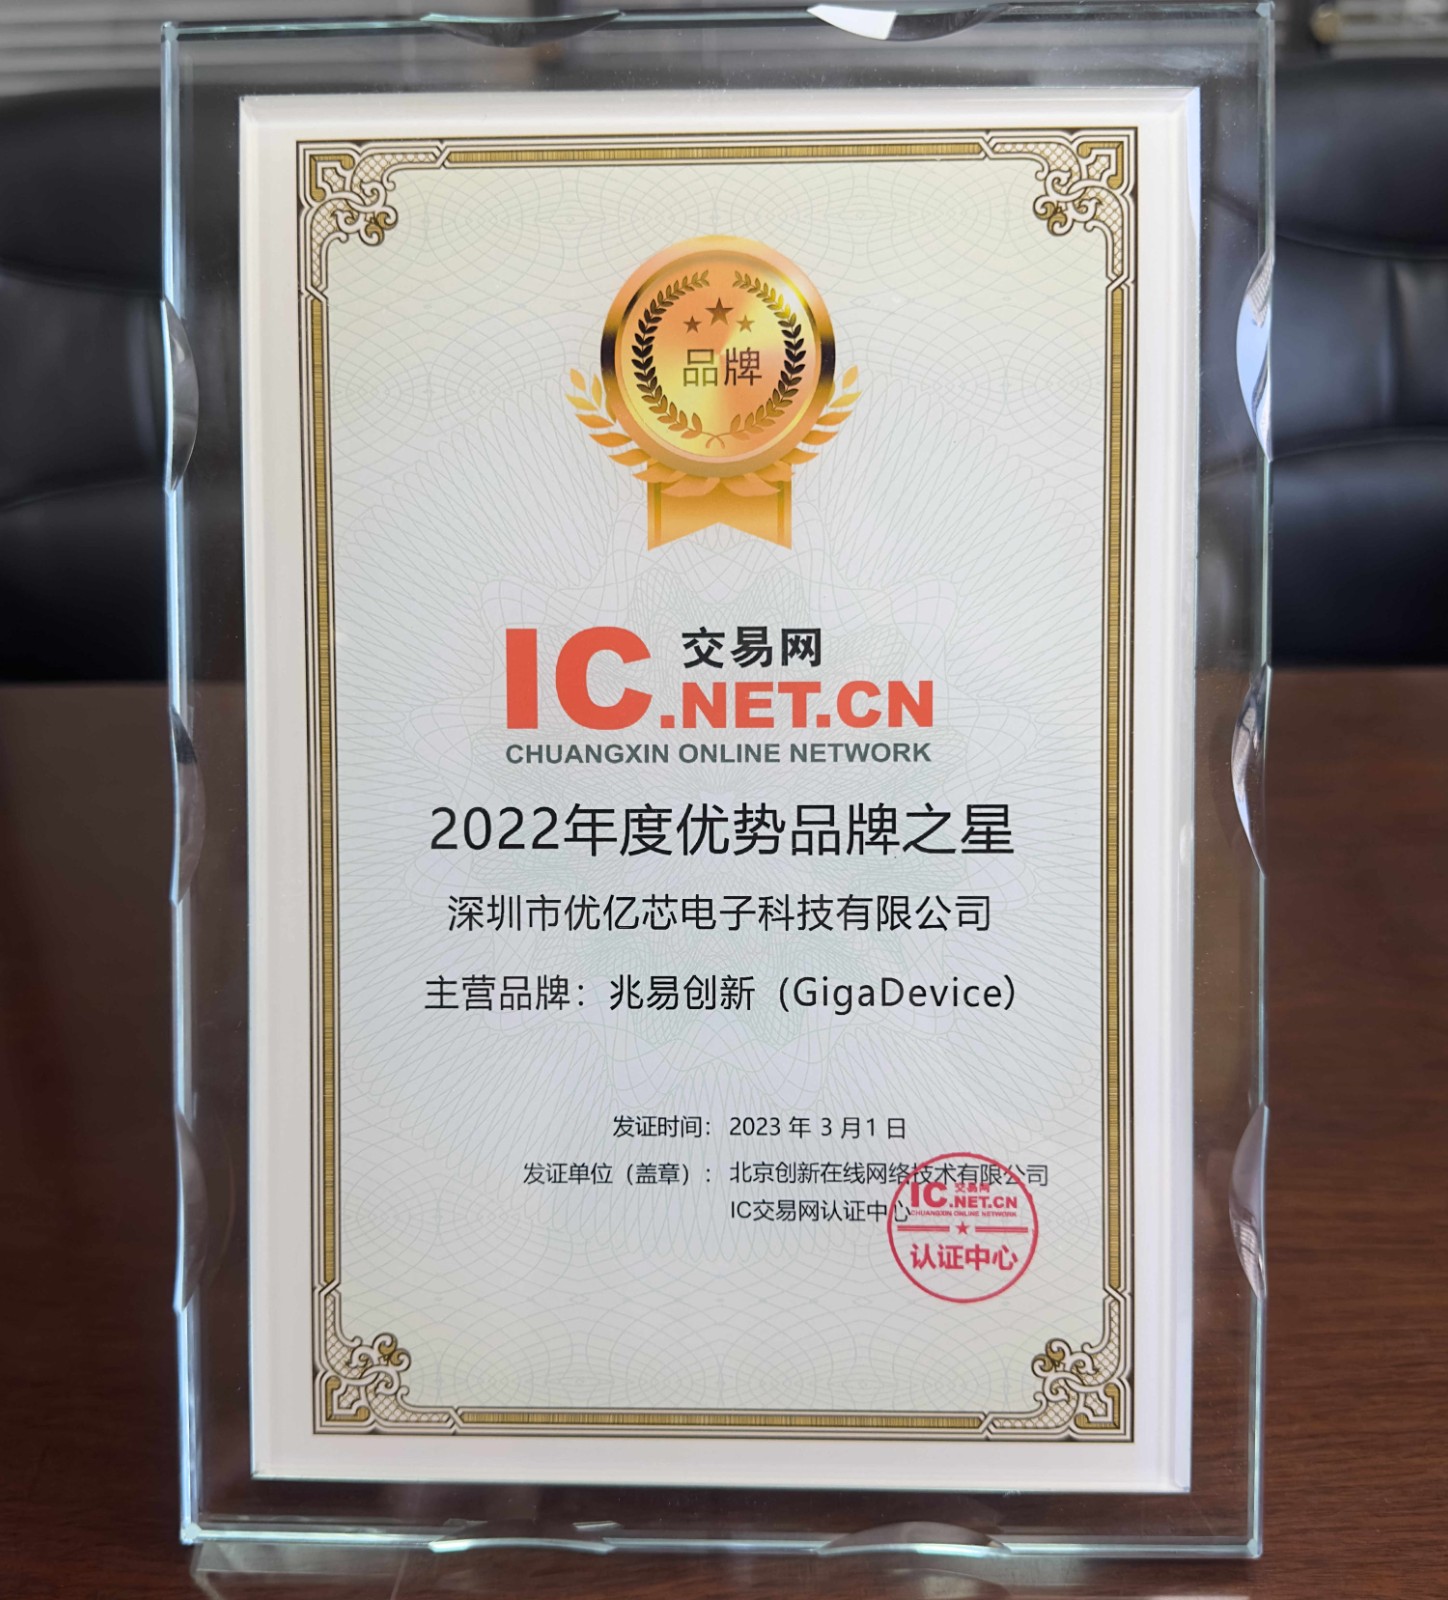 品牌
IC 交易网
.NET.CN
CHUANGXIN ONLINE NETWORK
2022年度优势品牌之星
深圳市优亿芯电子科技有限公司
主营品牌：兆易创新（GigaDevice）
发证时间： 2023 年 3 月1 日
发证单位（盖章）： 北京创新在线网络技术有限公司
IC交易网认证中心
IC 交易网
.NET.CN
CHUANGXIN ONLINE NETWORK
认证中心